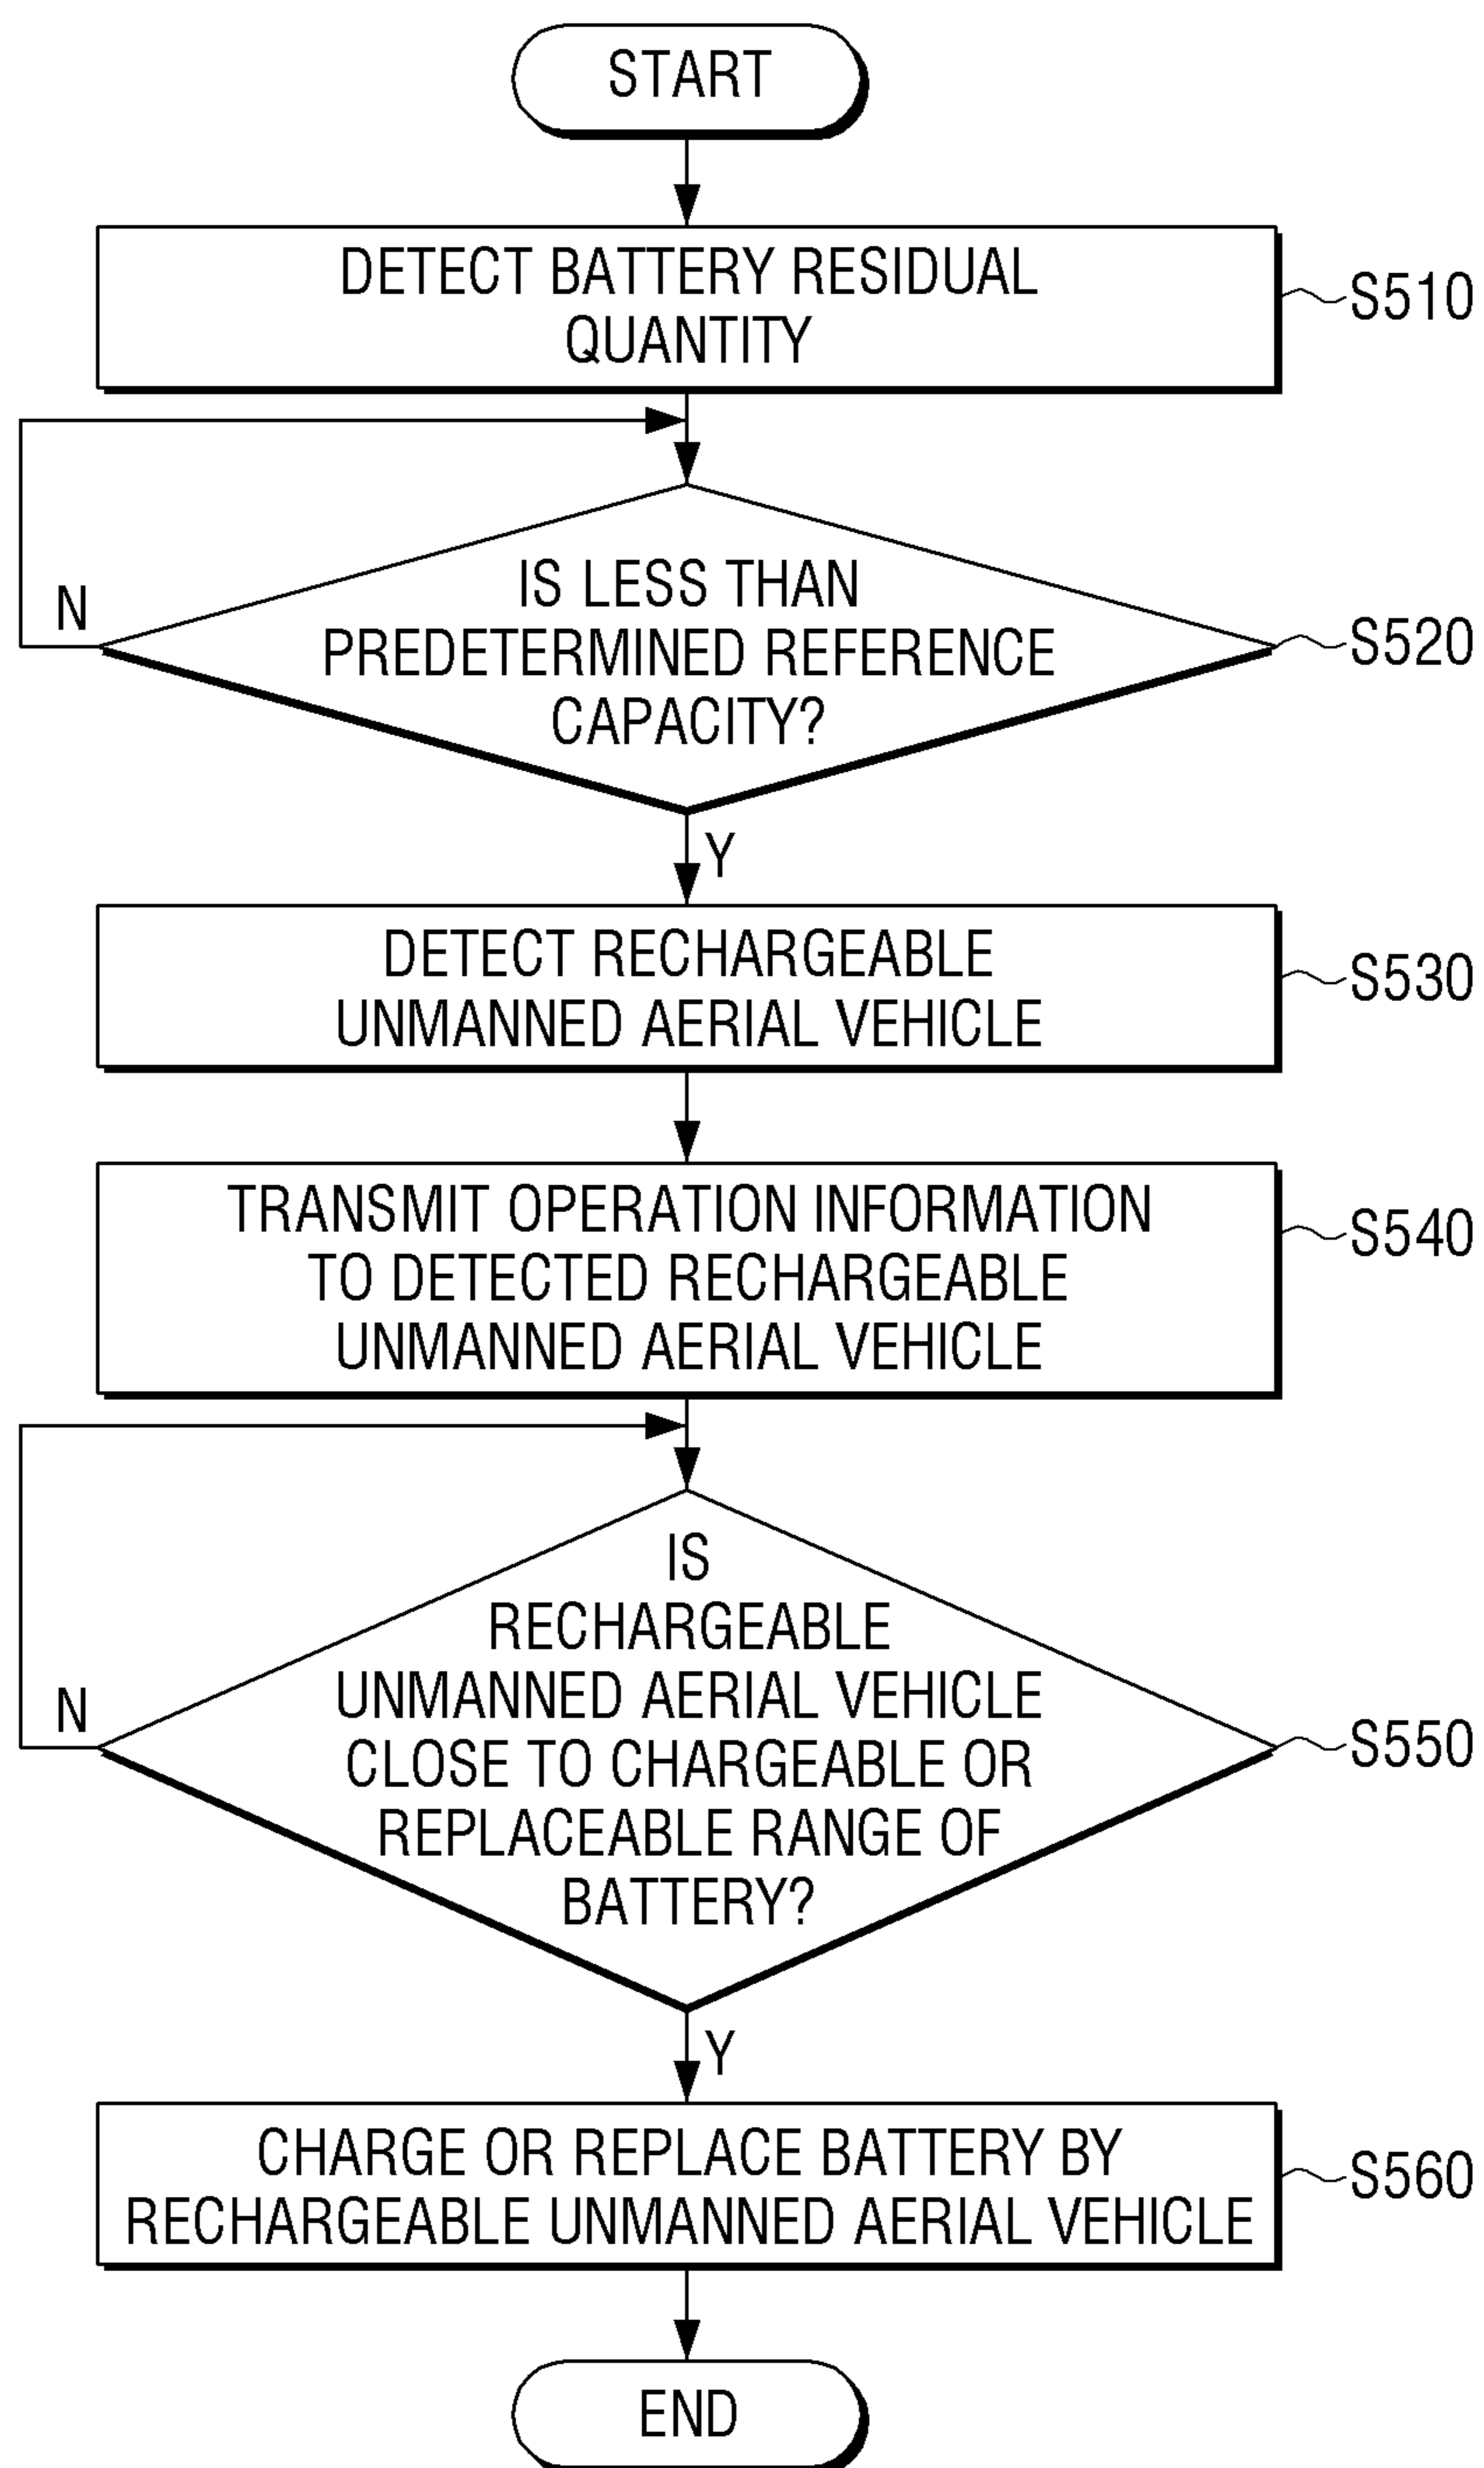 START
DETECT BATTERY RESIDUAL
QUANTITY
S510
IS LESS THAN
PREDETERMINED REFERENCE
CAPACITY?
S520
N
Y
DETECT RECHARGEABLE
UNMANNED AERIAL VEHICLE
S530
TRANSMIT OPERATION INFORMATION
TO DETECTED RECHARGEABLE
UNMANNED AERIAL VEHICLE
S540
IS
RECHARGEABLE
UNMANNED AERIAL VEHICLE
CLOSE TO CHARGEABLE OR
REPLACEABLE RANGE OF
BATTERY?
S550
N
Y
CHARGE OR REPLACE BATTERY BY
RECHARGEABLE UNMANNED AERIAL VEHICLE
S560
END